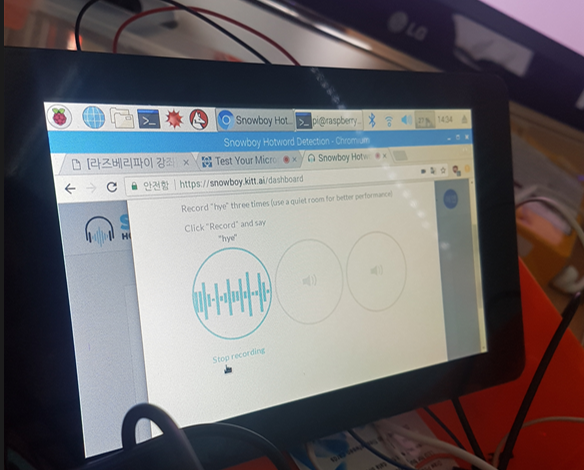 LG
Snowboy Hot..
pi@raspberry..
14:54
Snowboy Hotword Detection - Chromium
[라즈베리파이 강좌
Test Your Micro
Snowboy Hotw
안전함 | https://snowboy.kitt.ai/dashboard
Record "hye" three times (use a quiet room for better performance)
Click "Record" and say
"hye"
Stop recording